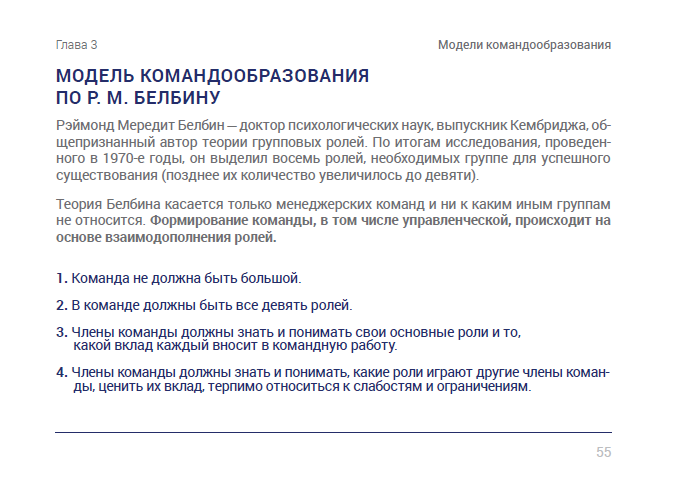 Глава 3
Модели командообразования
МОДЕЛЬ КОМАНДООБРАЗОВАНИЯ
ПО Р. М. БЕЛБИНУ
Рэймонд Мередит Белбин — доктор психологических наук, выпускник Кембриджа, об-
щепризнанный автор теории групповых ролей. По итогам исследования, проведен-
ного в 1970-е годы, он выделил восемь ролей, необходимых группе для успешного
существования (позднее их количество увеличилось до девяти).
Теория Белбина касается только менеджерских команд и ни к каким иным группам
не относится. Формирование команды, в том числе управленческой, происходит на
основе взаимодополнения ролей.
1. Команда не должна быть большой.
2. В команде должны быть все девять ролей.
3. Члены команды должны знать и понимать свои основные роли и то,
какой вклад каждый вносит в командную работу.
4. Члены команды должны знать и понимать, какие роли играют другие члены коман-
ды, ценить их вклад, терпимо относиться к слабостям и ограничениям.
55